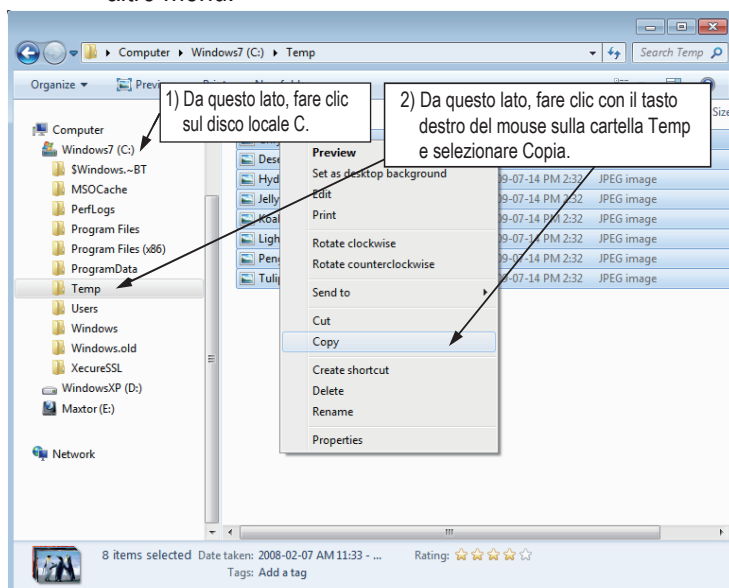 Computer ▸ Windows7 (C:) ▸ Temp
Search Temp
Organize
1) Da questo lato, fare clic
sul disco locale C.
2) Da questo lato, fare clic con il tasto
destro del mouse sulla cartella Temp
e selezionare Copia.
Size
Computer
Windows7 (C:)
$Windows.~BT
MSOCache
PerfLogs
Program Files
Program Files (x86)
ProgramData
Temp
Users
Windows
Windows.old
XecureSSL
WindowsXP (D:)
Maxtor (E:)
Network
Preview
Set as desktop background
Edit
Print
Rotate clockwise
Rotate counterclockwise
Send to
Cut
Copy
Create shortcut
Delete
Rename
Properties
09-07-14 PM 2:32 JPEG image
09-07-14 PM 2:32 JPEG image
09-07-14 PM 2:32 JPEG image
09-07-14 PM 2:32 JPEG image
09-07-14 PM 2:32 JPEG image
09-07-14 PM 2:32 JPEG image
8 items selected Date taken: 2008-02-07 AM 11:33 - ... Rating:
Tags: Add a tag